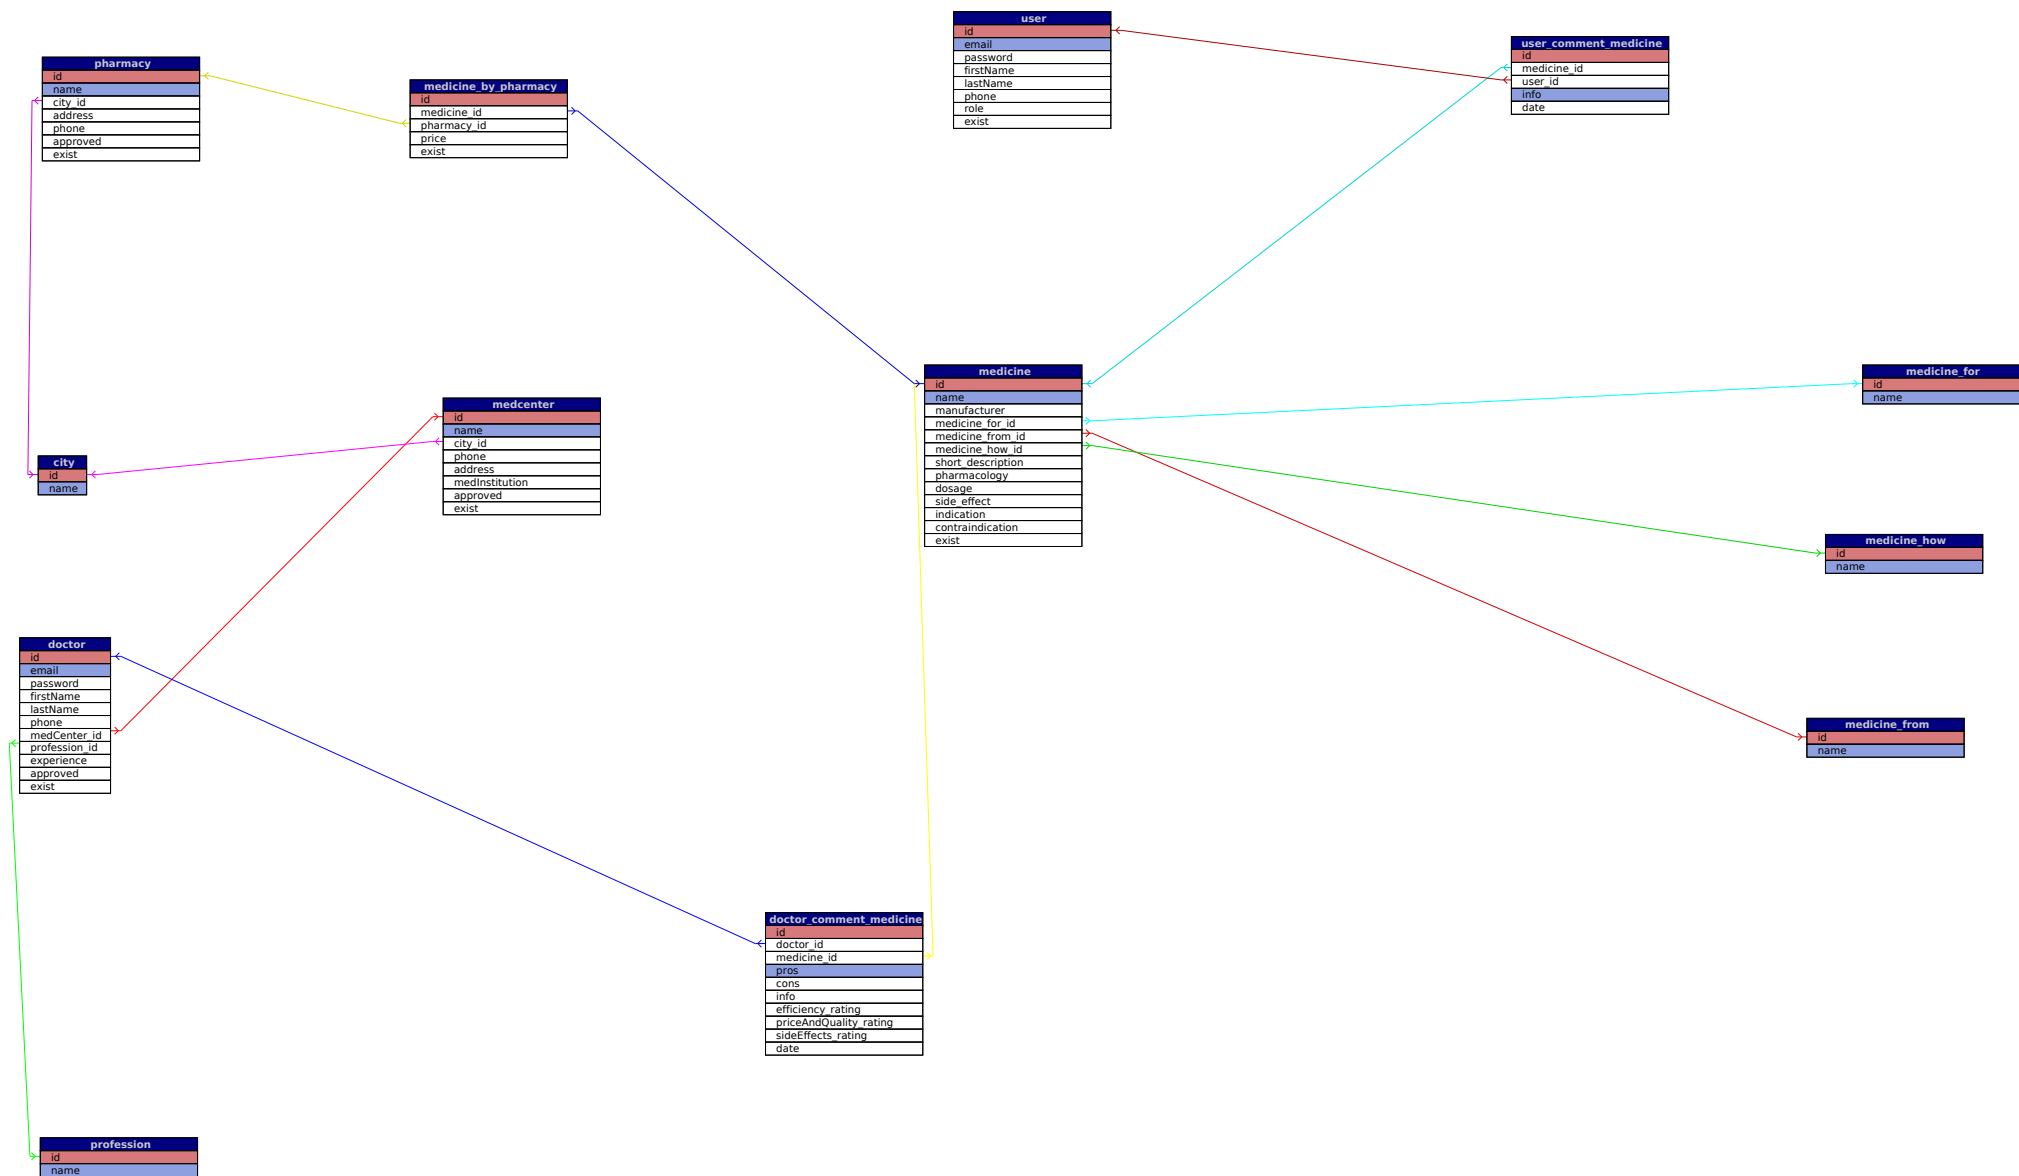 user
id
email
password
firstName
lastName
phone
role
exist
user_comment_medicine
id
medicine_id
user_id
info
date
pharmacy
id
name
city_id
address
phone
approved
exist
medicine_by_pharmacy
id
medicine_id
pharmacy_id
price
exist
medicine
id
name
manufacturer
medicine_for_id
medicine_from_id
medicine_how_id
short_description
pharmacology
dosage
side_effect
indication
contraindication
exist
medicine_for
id
name
medcenter
id
name
city_id
phone
address
medInstitution
approved
exist
city
id
name
medicine_how
id
name
doctor
id
email
password
firstName
lastName
phone
medCenter_id
profession_id
experience
approved
exist
medicine_from
id
name
doctor_comment_medicine
id
doctor_id
medicine_id
pros
cons
info
efficiency_rating
priceAndQuality_rating
sideEffects_rating
date
profession
id
name